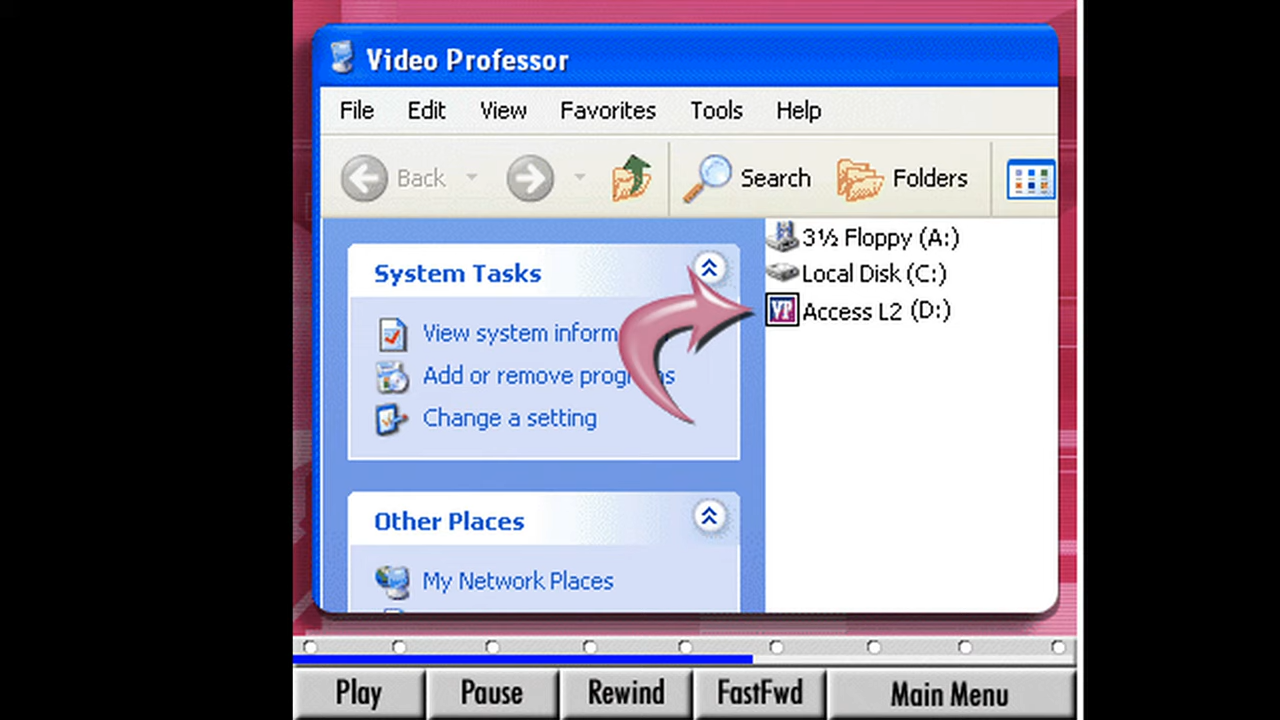 Video Professor
File Edit View Favorites Tools Help
Back Search Folders
3½ Floppy (A:)
System Tasks
Local Disk (C:)
VP Access L2 (D:)
View system inform
Add or remove programs
Change a setting
Other Places
My Network Places
Play Pause Rewind FastFwd Main Menu